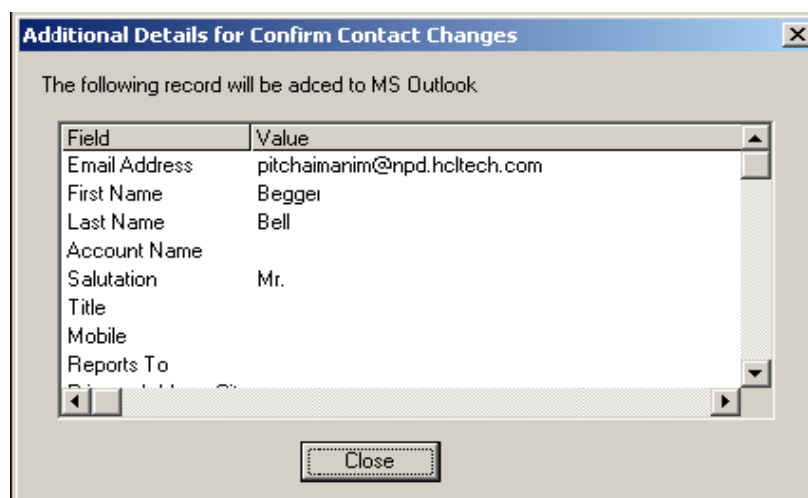 Additional Details for Confirm Contact Changes
The following record will be adced to MS Outlook
Field Value
Email Address pitchaimanim@npd.hcltech.com
First Name
Last Name Bell
Account Name
Salutation Mr.
Title
Mobile
Reports To
Close